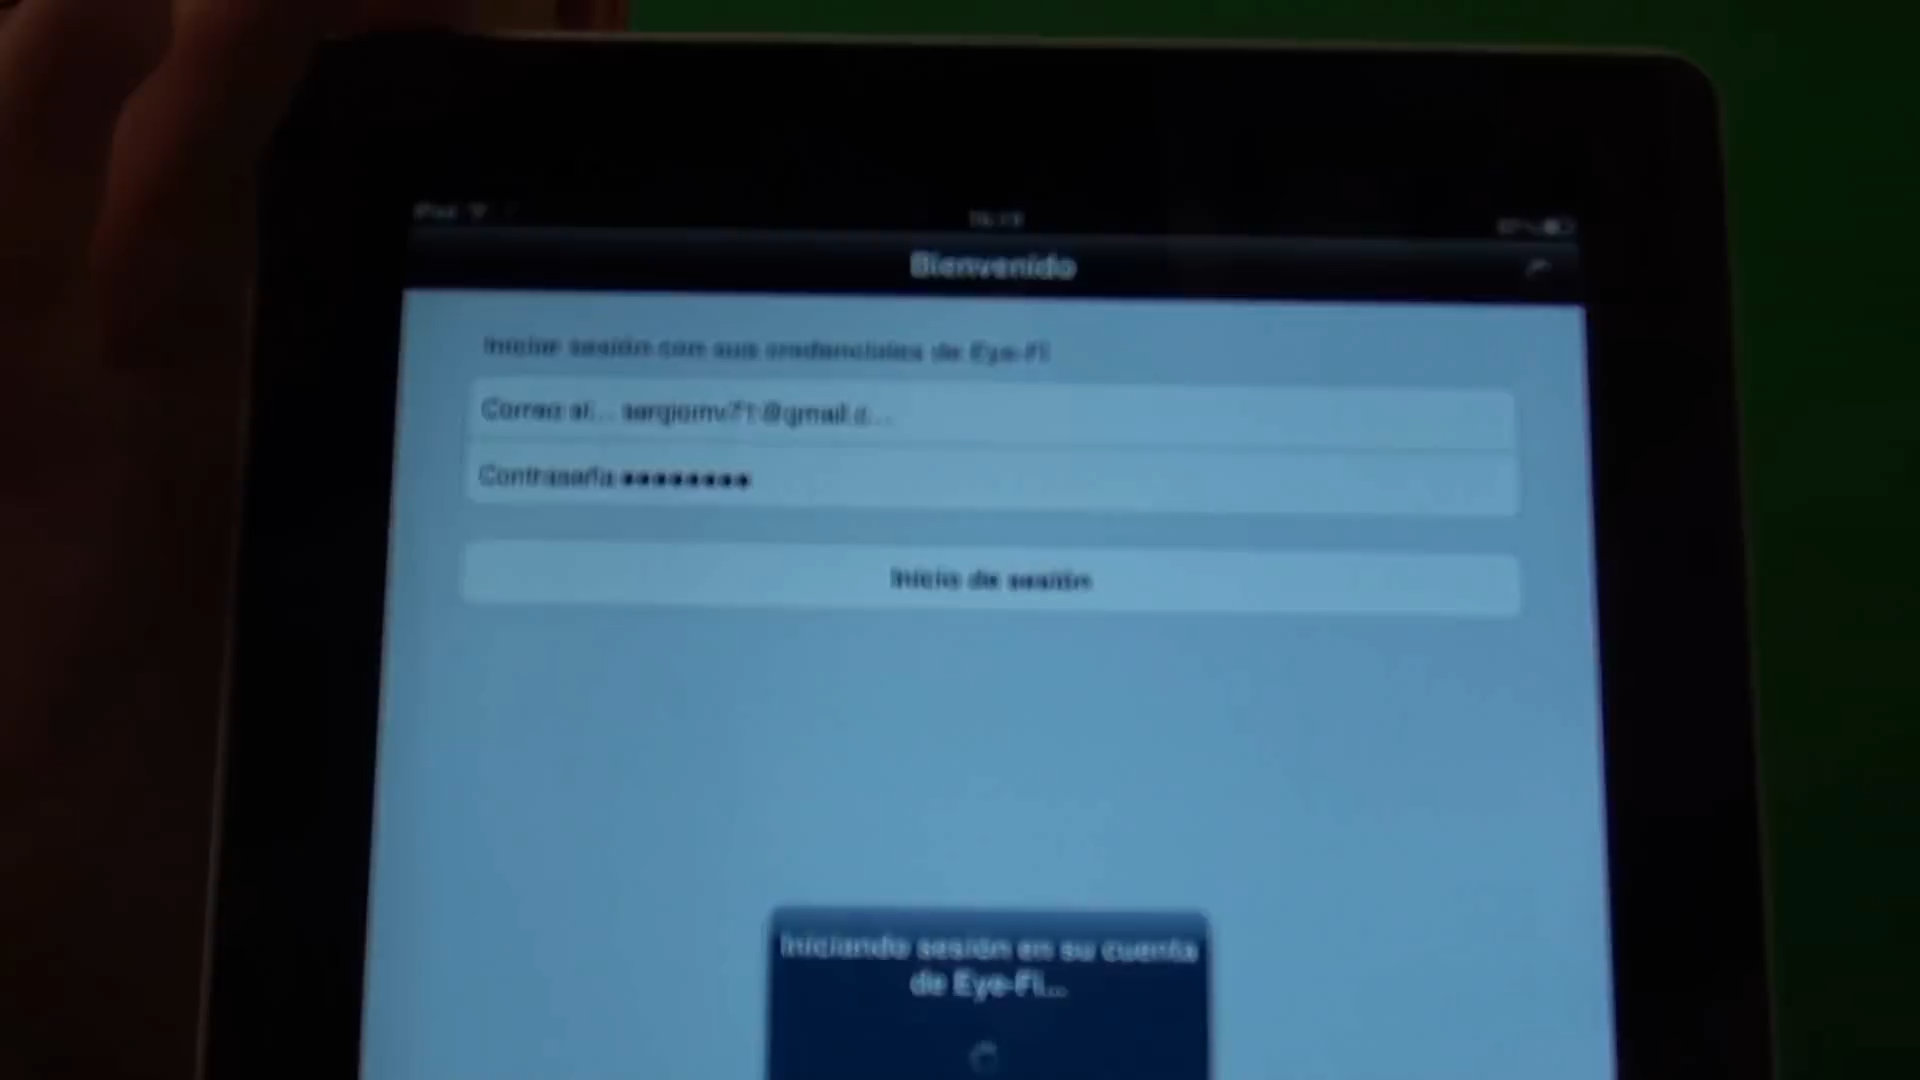 iPad
Bienvenido
Iniciar sesión con sus credenciales de Eye-Fi
Correo el... sergiomv71@gmail.c...
Contraseña ●●●●●●●●
Inicio de sesión
Iniciando sesión en su cuenta
de Eye-Fi...